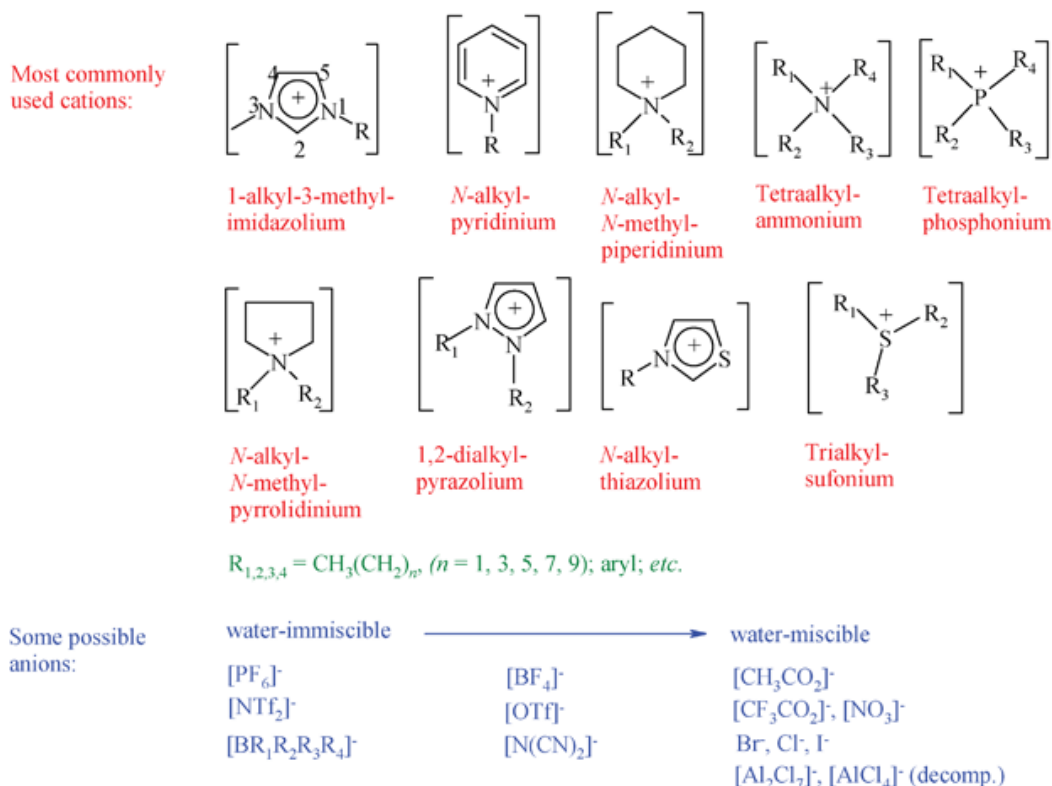 Most commonly
used cations:
4 5
3 N + N 1
R
2
+
N
R
+
N
R₁ R₂
R₁ R₄
+
N
R₂ R₃
R₁ + R₄
P
R₂ R₃
1-alkyl-3-methyl-
imidazolium
N-alkyl-
pyridinium
N-alkyl-
N-methyl-
piperidinium
Tetraalkyl-
ammonium
Tetraalkyl-
phosphonium
+
N
R₁ R₂
N +
R₁ N
R₂
+
N S
R
R₁ + R₂
S
R₃
N-alkyl-
N-methyl-
pyrrolidinium
1,2-dialkyl-
pyrazolium
N-alkyl-
thiazolium
Trialkyl-
sufonium
R₁,₂,₃,₄ = CH₃(CH₂)ₙ, (n = 1, 3, 5, 7, 9); aryl; etc.
Some possible
anions:
water-immiscible water-miscible
[PF₆]⁻ [BF₄]⁻ [CH₃CO₂]⁻
[NTf₂]⁻ [OTf]⁻ [CF₃CO₂]⁻, [NO₃]⁻
[BR₁R₂R₃R₄]⁻ [N(CN)₂]⁻ Br⁻, Cl⁻, I⁻
[Al₂Cl₇]⁻, [AlCl₄]⁻ (decomp.)